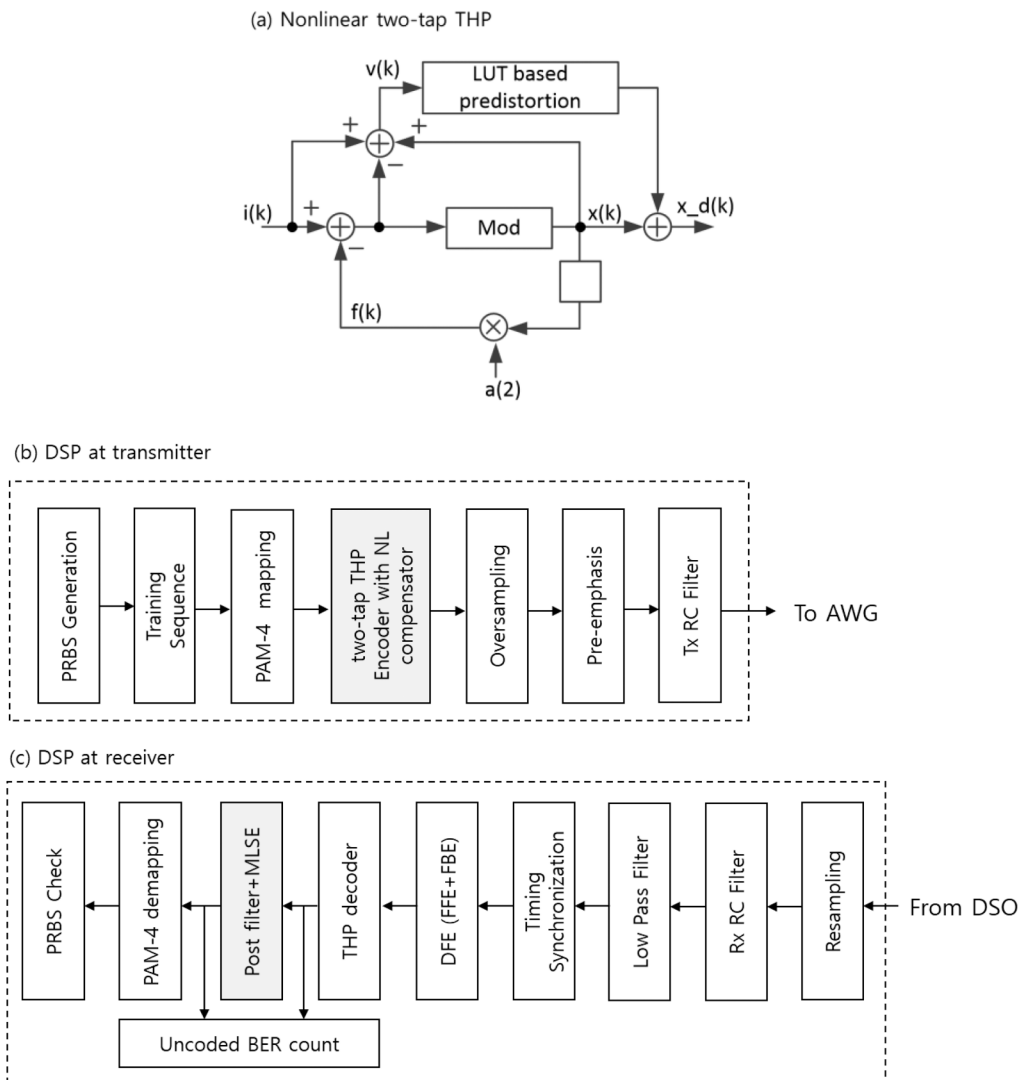 (a) Nonlinear two-tap THP
v(k)
LUT based
predistortion
+
+
−
i(k)
+
−
Mod
x(k)
x_d(k)
f(k)
a(2)
(b) DSP at transmitter
PRBS Generation
Training
Sequence
PAM-4 mapping
two-tap THP
Encoder with NL
compensator
Oversampling
Pre-emphasis
Tx RC Filter
To AWG
(c) DSP at receiver
PRBS Check
PAM-4 demapping
Post filter+MLSE
THP decoder
DFE (FFE+FBE)
Timing
Synchronization
Low Pass Filter
Rx RC Filter
Resampling
From DSO
Uncoded BER count